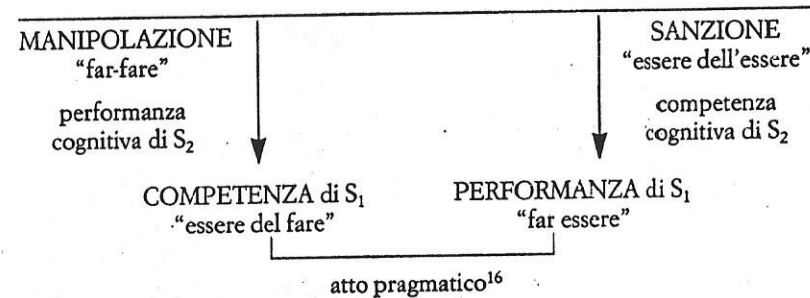 MANIPOLAZIONE
“far-fare”
performanza
cognitiva di S₂
SANZIONE
“essere dell'essere”
competenza
cognitiva di S₂
COMPETENZA di S₁
“essere del fare”
PERFORMANZA di S₁
“far essere”
atto pragmatico¹⁶